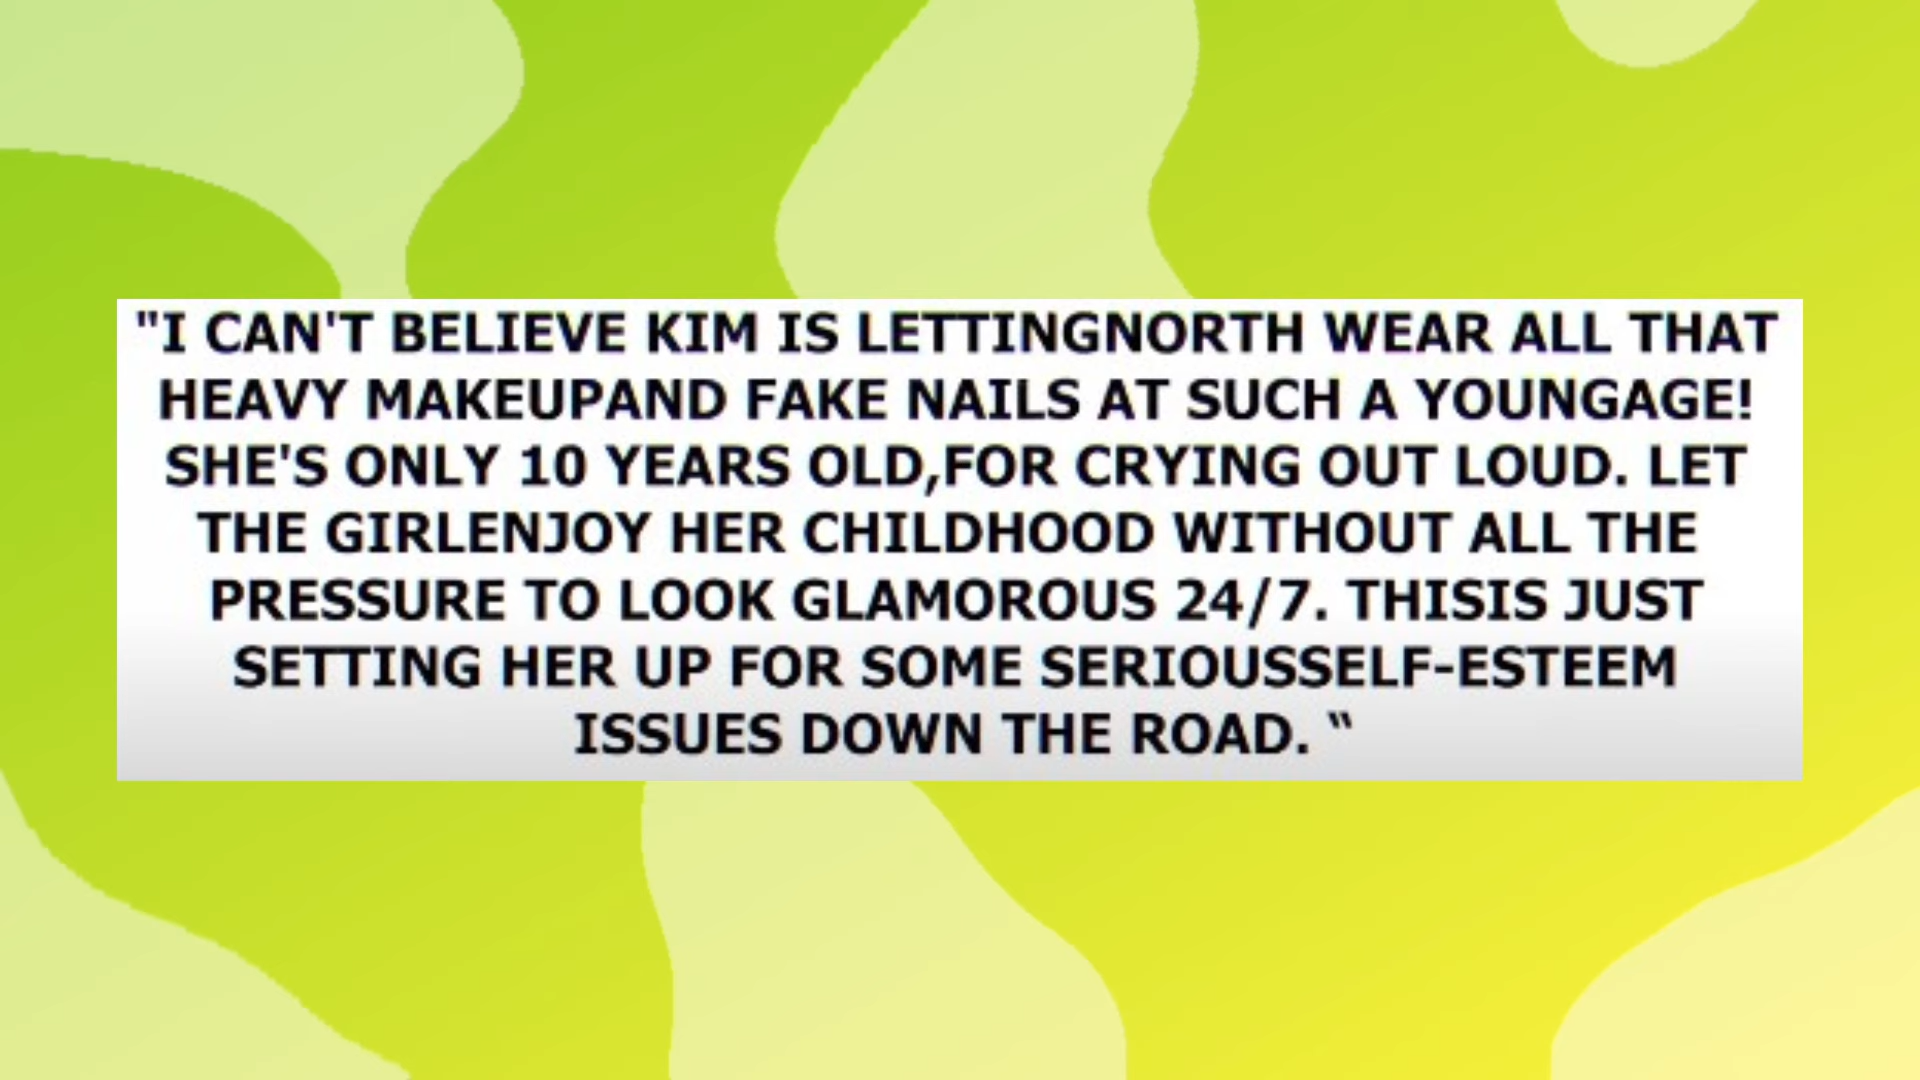 "I CAN'T BELIEVE KIM IS LETTINGNORTH WEAR ALL THAT
HEAVY MAKEUPAND FAKE NAILS AT SUCH A YOUNGAGE!
SHE'S ONLY 10 YEARS OLD,FOR CRYING OUT LOUD. LET
THE GIRLENJOY HER CHILDHOOD WITHOUT ALL THE
PRESSURE TO LOOK GLAMOROUS 24/7. THISIS JUST
SETTING HER UP FOR SOME SERIOUSSELF-ESTEEM
ISSUES DOWN THE ROAD. “